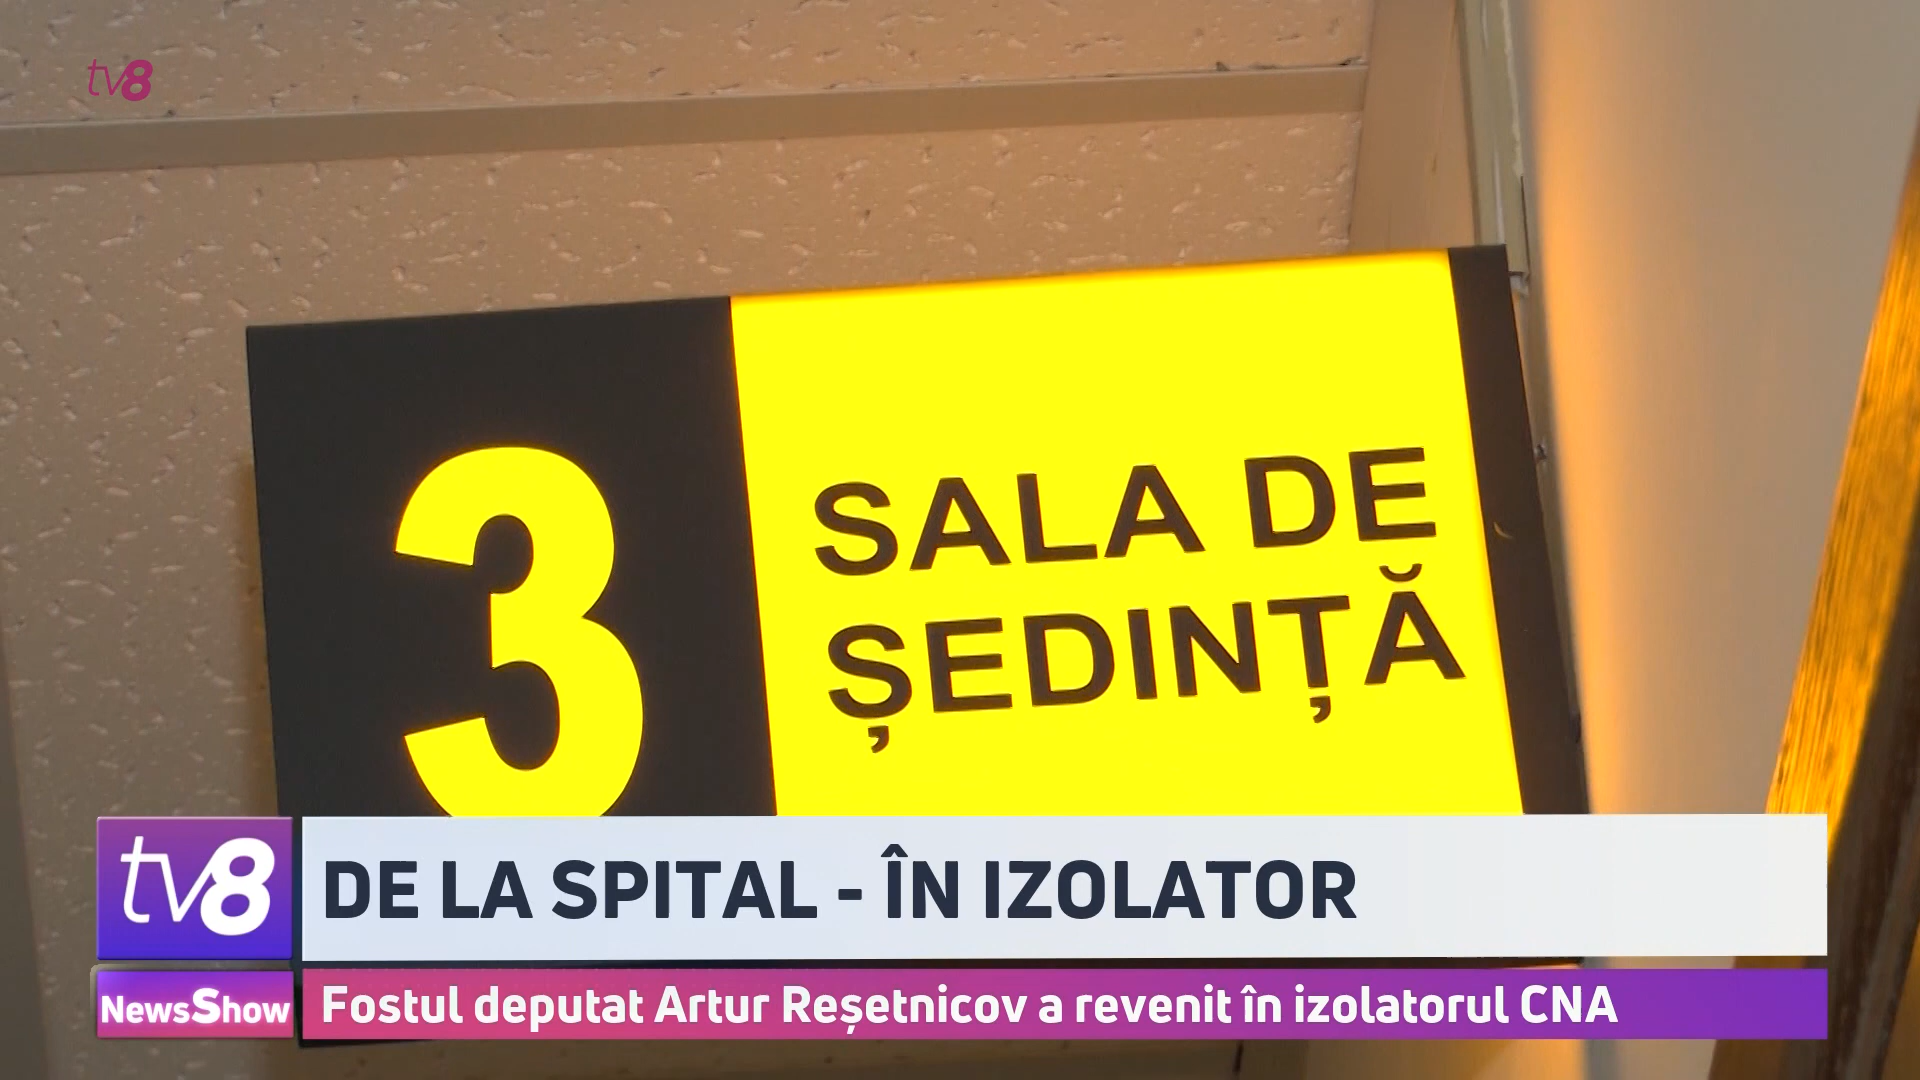 tv8
3
SALA DE
ȘEDINȚĂ
tv8
DE LA SPITAL - ÎN IZOLATOR
NewsShow
Fostul deputat Artur Reșetnicov a revenit în izolatorul CNA